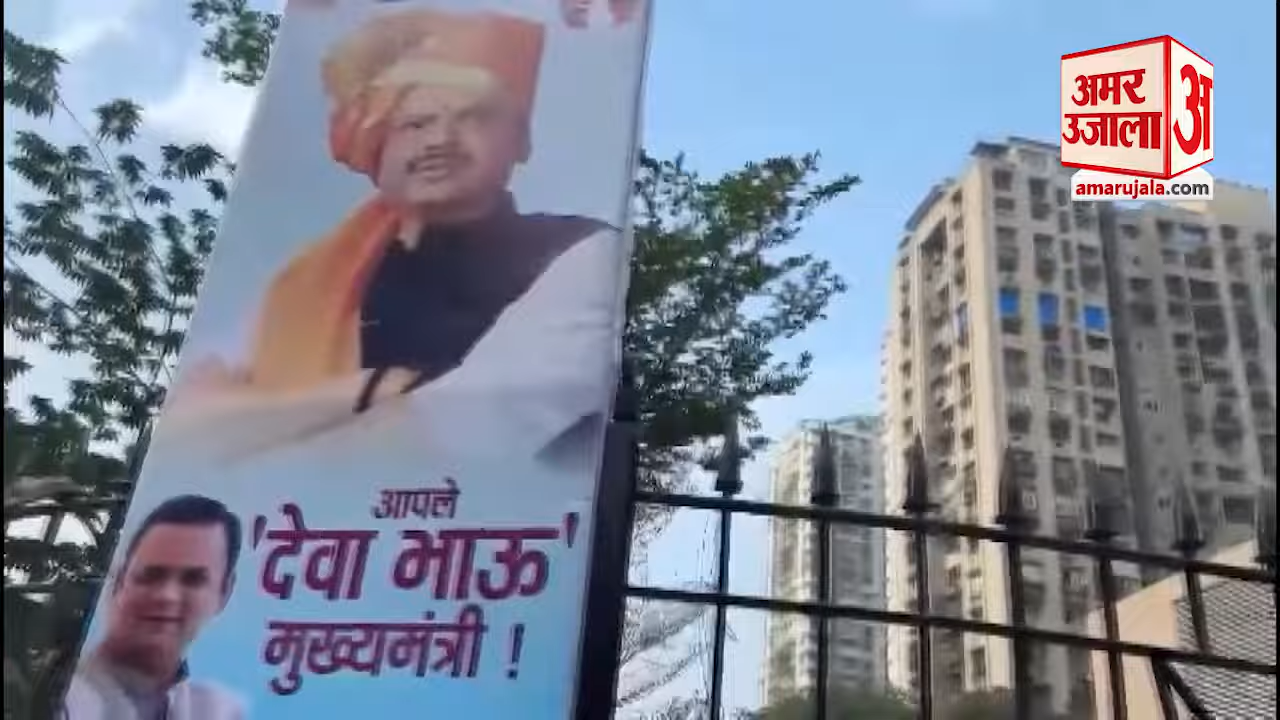 अमर
उजाला
अ
amarujala.com
आपले
'देवा भाऊ'
मुख्यमंत्री !